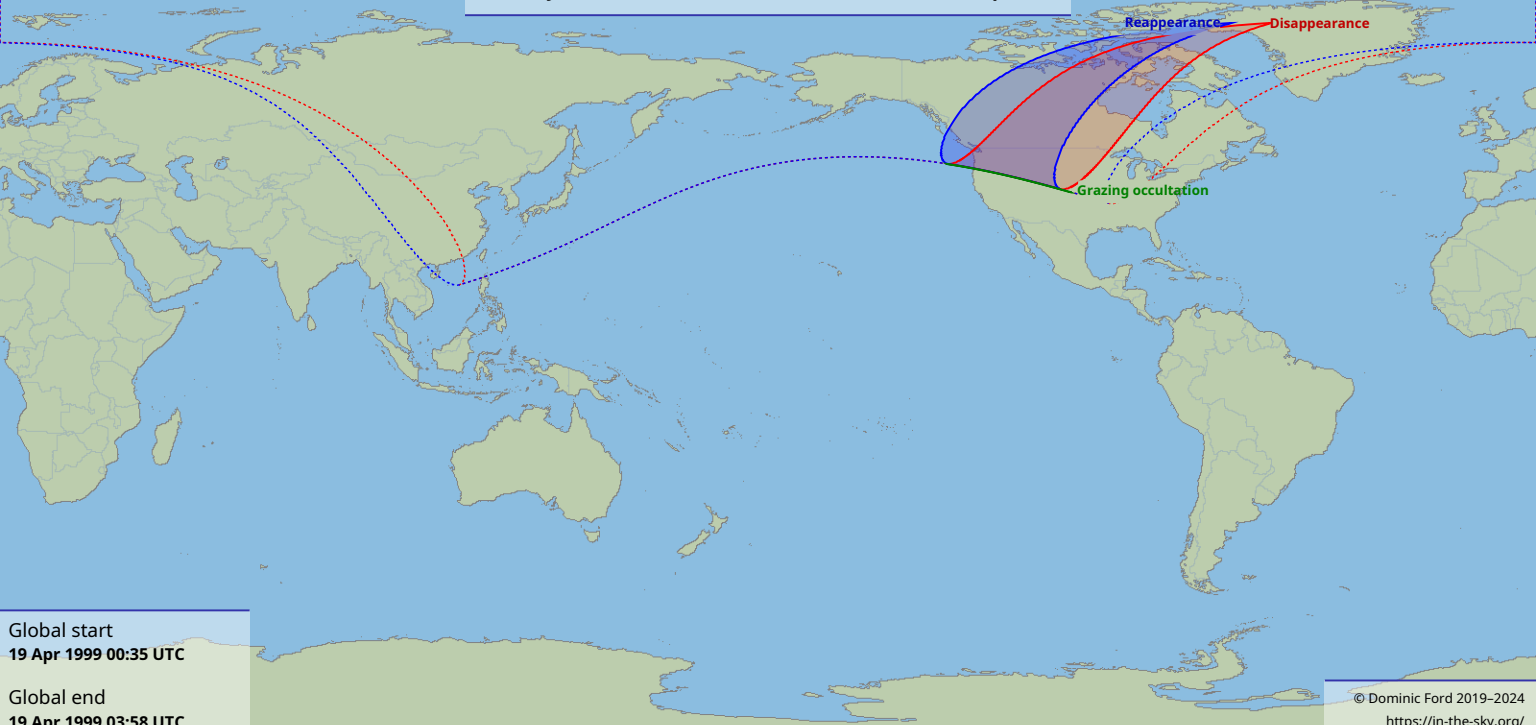 Reappearance
Disappearance
Grazing occultation
Global start
19 Apr 1999 00:35 UTC
Global end
19 Apr 1999 03:58 UTC
© Dominic Ford 2019–2024
https://in-the-sky.org/